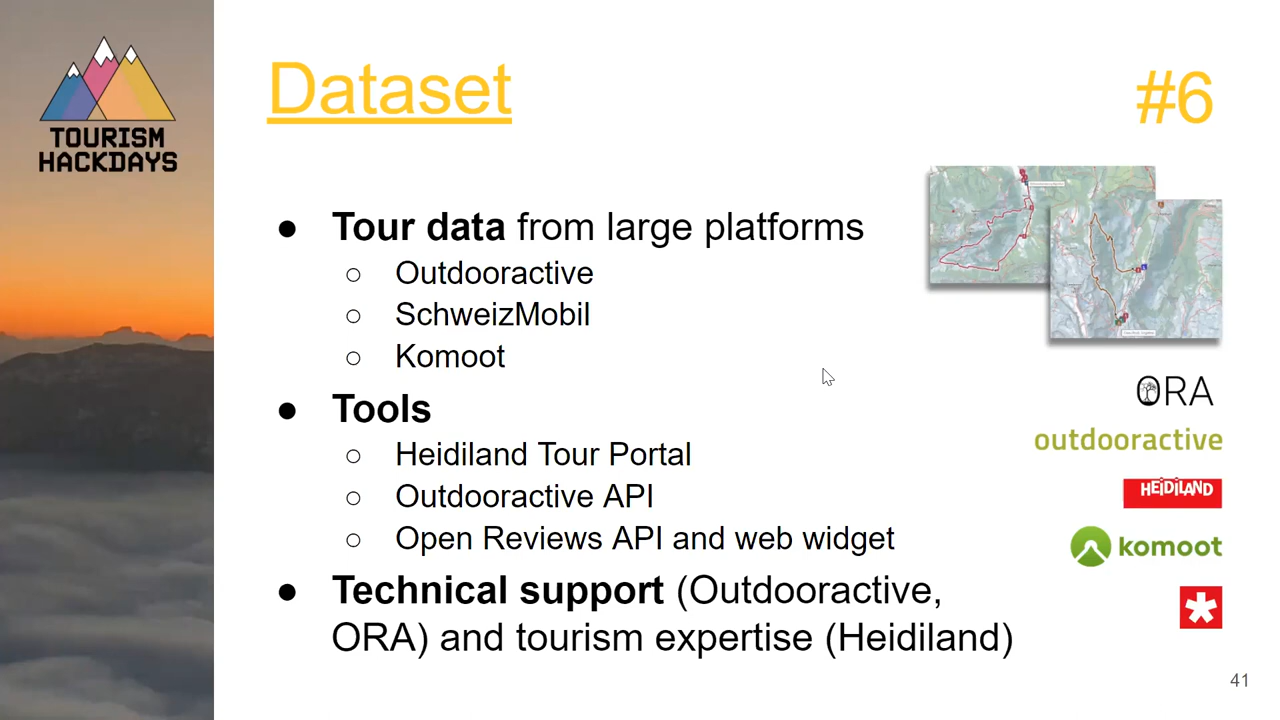 TOURISM
HACKDAYS
Dataset
#6
● Tour data from large platforms
○ Outdooractive
○ SchweizMobil
○ Komoot
● Tools
○ Heidiland Tour Portal
○ Outdooractive API
○ Open Reviews API and web widget
● Technical support (Outdooractive,
ORA) and tourism expertise (Heidiland)
ORA
outdooractive
HEiDiLAND
komoot
41